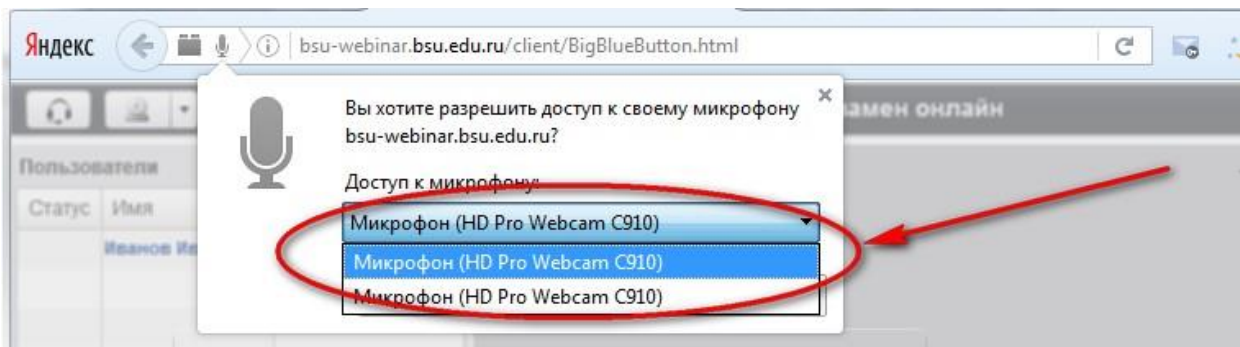 Яндекс
bsu-webinar.bsu.edu.ru/client/BigBlueButton.html
Вы хотите разрешить доступ к своему микрофону
bsu-webinar.bsu.edu.ru?
замен онлайн
Пользователи
Доступ к микрофону:
Статус Имя
Микрофон (HD Pro Webcam C910)
Иванов Ив
Микрофон (HD Pro Webcam C910)
Микрофон (HD Pro Webcam C910)